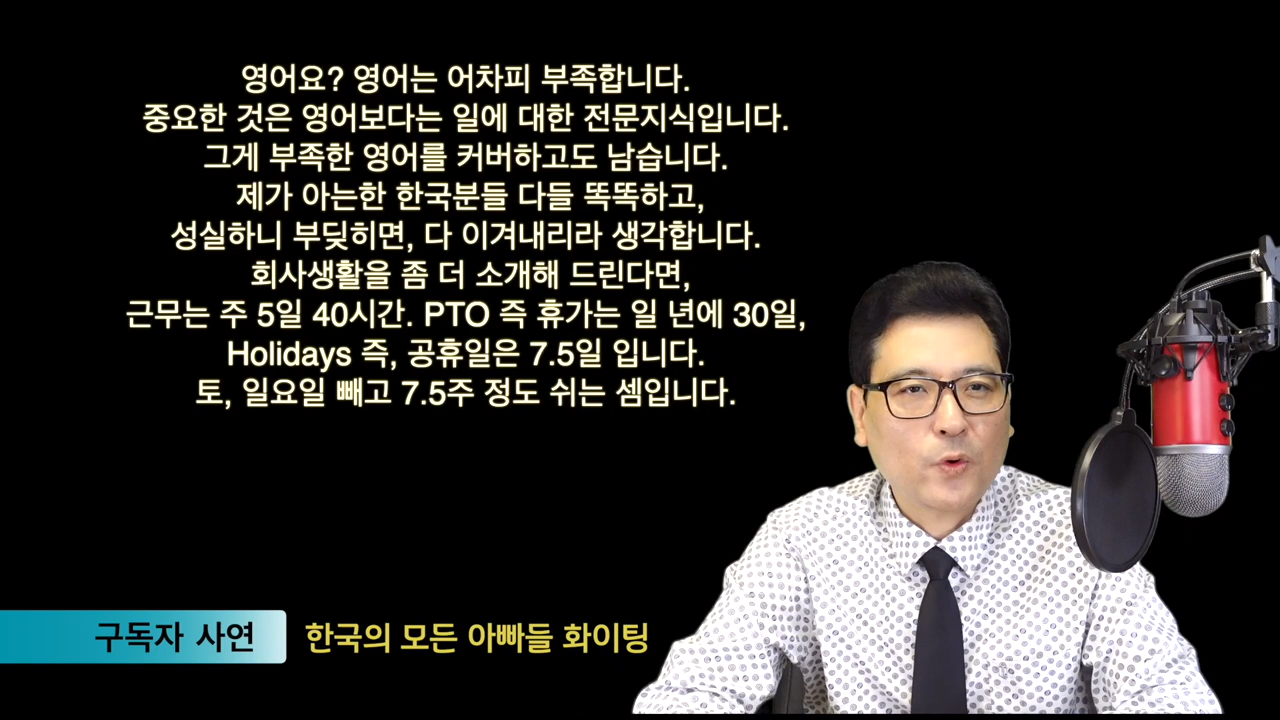 영어요? 영어는 어차피 부족합니다.
중요한 것은 영어보다는 일에 대한 전문지식입니다.
그게 부족한 영어를 커버하고도 남습니다.
제가 아는한 한국분들 다들 똑똑하고,
성실하니 부딪히면, 다 이겨내리라 생각합니다.
회사생활을 좀 더 소개해 드린다면,
근무는 주 5일 40시간. PTO 즉 휴가는 일 년에 30일,
Holidays 즉, 공휴일은 7.5일 입니다.
토, 일요일 빼고 7.5주 정도 쉬는 셈입니다.
구독자 사연 한국의 모든 아빠들 화이팅